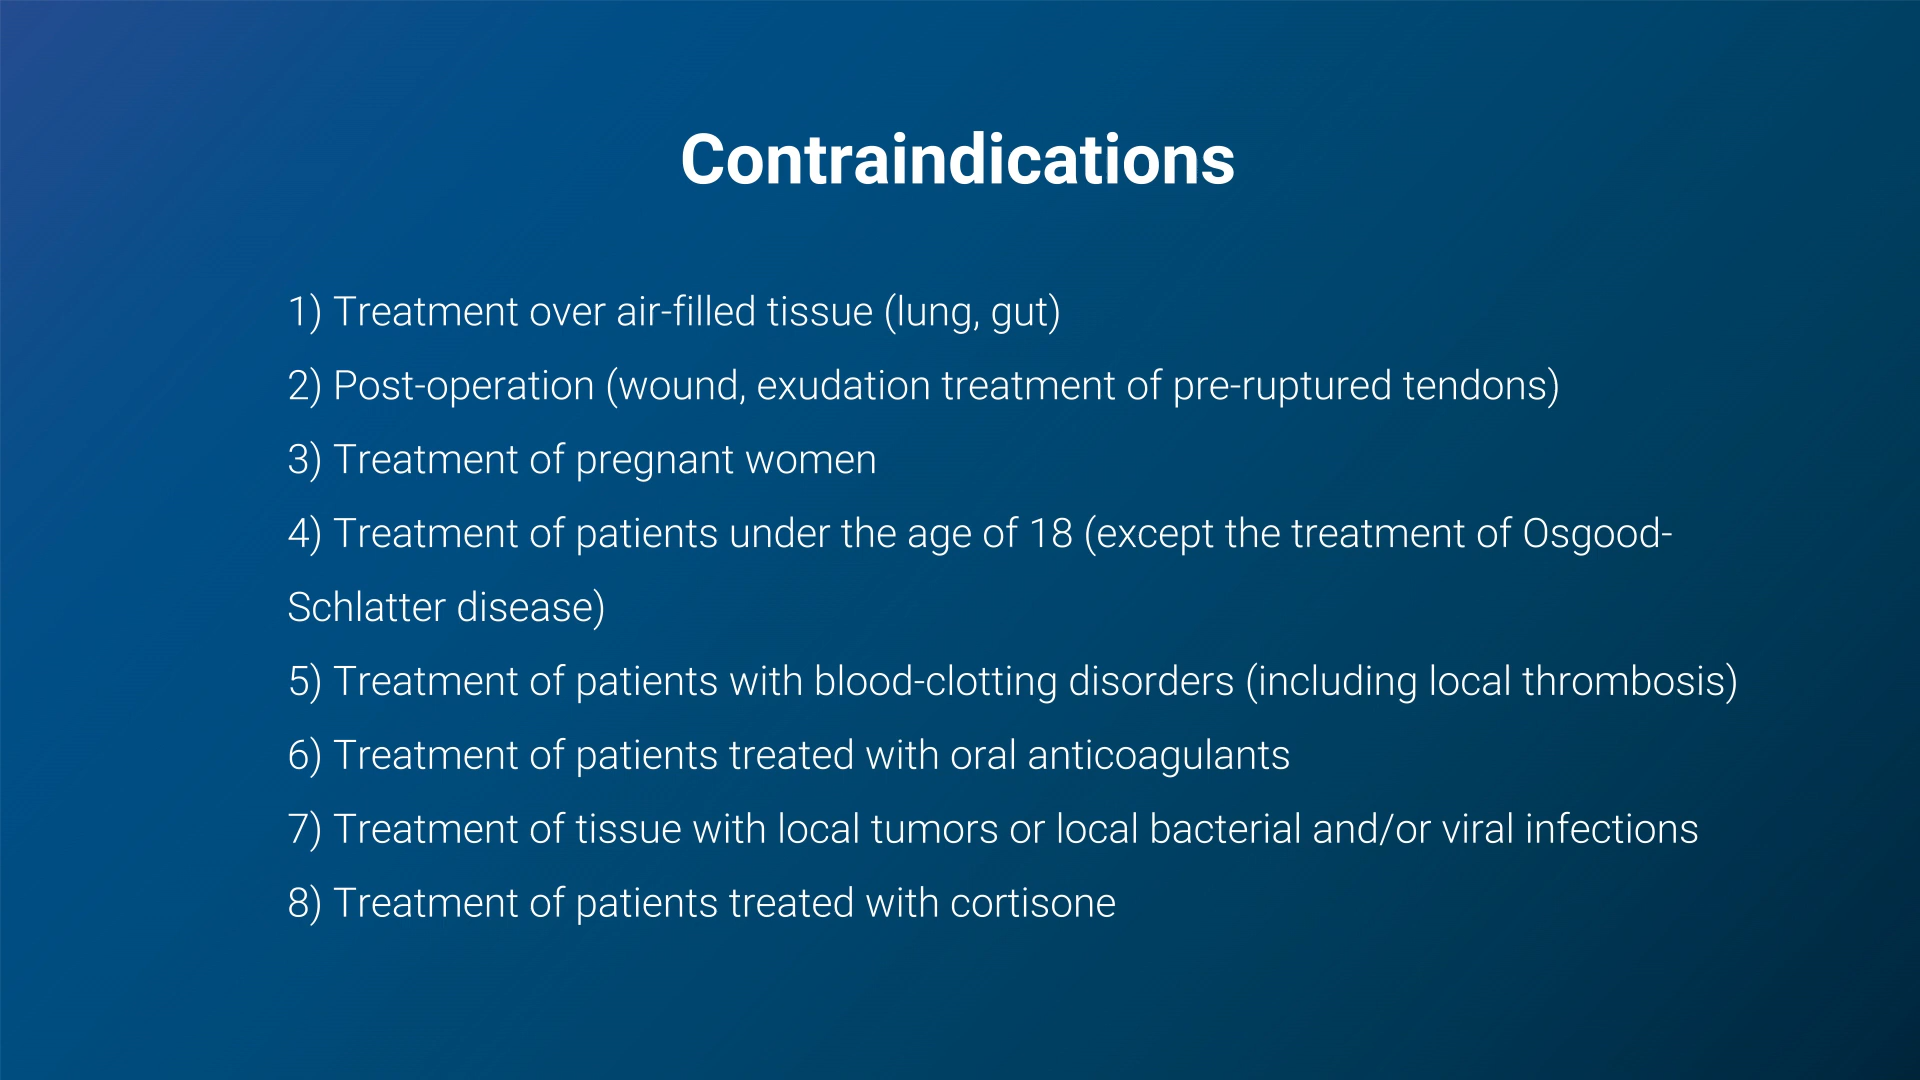 Contraindications
1) Treatment over air-filled tissue (lung, gut)
2) Post-operation (wound, exudation treatment of pre-ruptured tendons)
3) Treatment of pregnant women
4) Treatment of patients under the age of 18 (except the treatment of Osgood-
Schlatter disease)
5) Treatment of patients with blood-clotting disorders (including local thrombosis)
6) Treatment of patients treated with oral anticoagulants
7) Treatment of tissue with local tumors or local bacterial and/or viral infections
8) Treatment of patients treated with cortisone